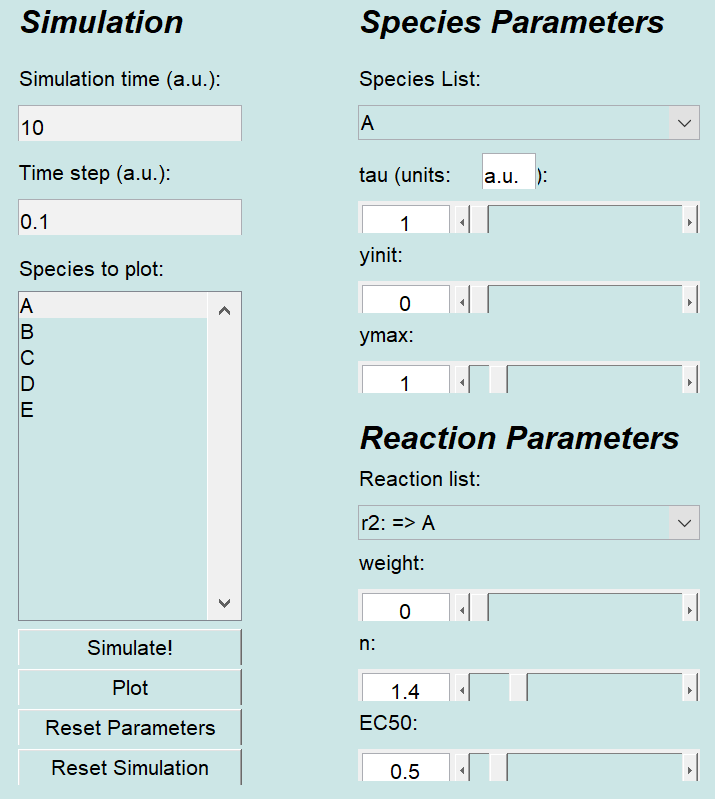 Simulation
Simulation time (a.u.):
10
Time step (a.u.):
0.1
Species to plot:
A
B
C
D
E
Simulate!
Plot
Reset Parameters
Reset Simulation
Species Parameters
Species List:
A
tau (units: a.u. ):
1
yinit:
0
ymax:
1
Reaction Parameters
Reaction list:
r2: => A
weight:
0
n:
1.4
EC50:
0.5